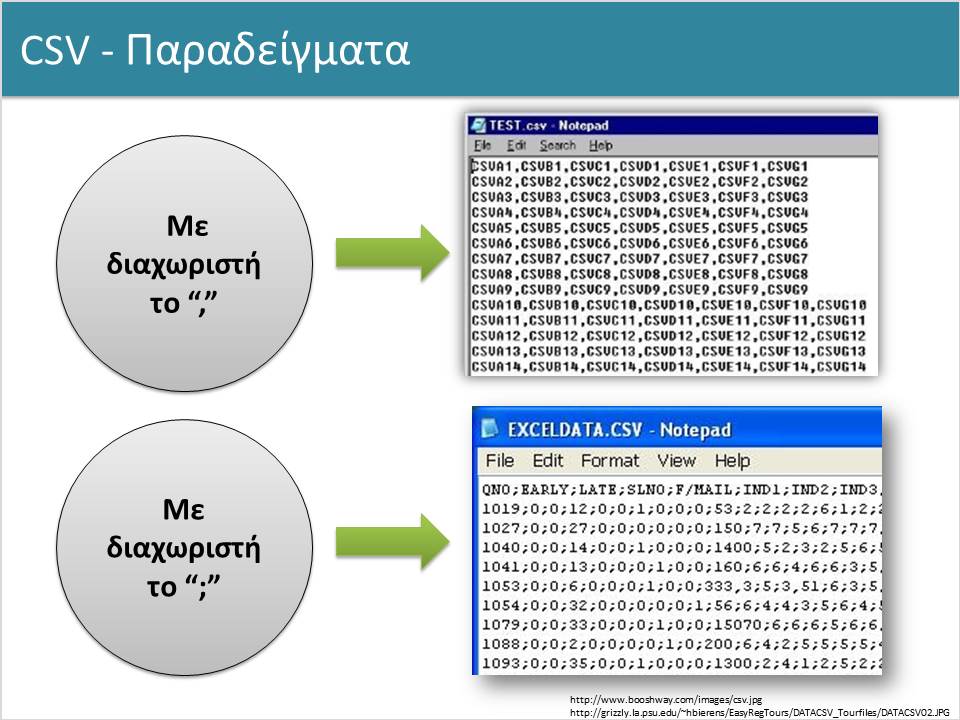 CSV - Παραδείγματα
Με
διαχωριστή
το “,”
TEST.csv - Notepad
File Edit Search Help
CSVA1,CSVB1,CSVC1,CSVD1,CSVE1,CSVF1,CSVG1
CSVA2,CSVB2,CSVC2,CSVD2,CSVE2,CSVF2,CSVG2
CSVA3,CSVB3,CSVC3,CSVD3,CSVE3,CSVF3,CSVG3
CSVA4,CSVB4,CSVC4,CSVD4,CSVE4,CSVF4,CSVG4
CSVA5,CSVB5,CSVC5,CSVD5,CSVE5,CSVF5,CSVG5
CSVA6,CSVB6,CSVC6,CSVD6,CSVE6,CSVF6,CSVG6
CSVA7,CSVB7,CSVC7,CSVD7,CSVE7,CSVF7,CSVG7
CSVA8,CSVB8,CSVC8,CSVD8,CSVE8,CSVF8,CSVG8
CSVA9,CSVB9,CSVC9,CSVD9,CSVE9,CSVF9,CSVG9
CSVA10,CSVB10,CSVC10,CSVD10,CSVE10,CSVF10,CSVG10
CSVA11,CSVB11,CSVC11,CSVD11,CSVE11,CSVF11,CSVG11
CSVA12,CSVB12,CSVC12,CSVD12,CSVE12,CSVF12,CSVG12
CSVA13,CSVB13,CSVC13,CSVD13,CSVE13,CSVF13,CSVG13
CSVA14,CSVB14,CSVC14,CSVD14,CSVE14,CSVF14,CSVG14
Με
διαχωριστή
το “;”
EXCELDATA.CSV - Notepad
File Edit Format View Help
QNO;EARLY;LATE;SLNO;F/MAIL;IND1;IND2;IND3
1019;0;0;12;0;0;1;0;0;0;53;2;2;2;2;6;1;2;2
1027;0;0;27;0;0;0;0;0;0;150;7;7;5;6;7;7;7
1040;0;0;14;0;0;1;0;0;0;1400;5;2;3;2;5;6;
1041;0;0;13;0;0;0;1;0;0;160;6;6;4;6;6;3;5
1053;0;0;6;0;0;0;1;0;0;333,3;5;3,51;6;3;5
1054;0;0;32;0;0;0;0;0;1;56;6;4;4;3;5;6;4;
1079;0;0;33;0;0;0;1;0;0;15070;6;6;6;5;6;6
1088;0;0;2;0;0;0;0;1;0;200;6;4;2;5;5;5;5;
1093;0;0;35;0;0;1;0;0;0;1300;2;4;1;2;5;2;
http://www.booshway.com/images/csv.jpg
http://grizzly.la.psu.edu/~hbierens/EasyRegTours/DATACSV_Tourfiles/DATACSV02.JPG